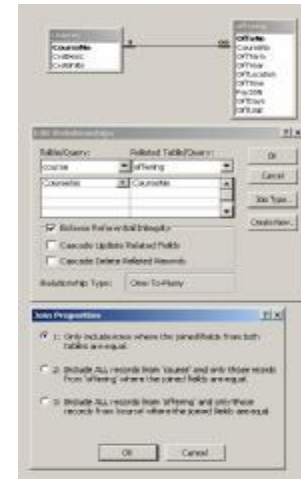 course
CourseNo
CrsDesc
CrsUnits
offering
OfferNo
CourseNo
OffTerm
OffYear
OffLocation
OffTime
FacSSN
OffDays
Edit Relationships
Table/Query:
Related Table/Query:
course
offering
CourseNo
CourseNo
OK
Cancel
Join Type..
Create New..
Enforce Referential Integrity
Cascade Update Related Fields
Cascade Delete Related Records
Relationship Type:
One-To-Many
Join Properties
1: Only include rows where the joined fields from both
tables are equal.
2: Include ALL records from 'course' and only those records
from 'offering' where the joined fields are equal.
3: Include ALL records from 'offering' and only those
records from 'course' where the joined fields are equal.
OK
Cancel